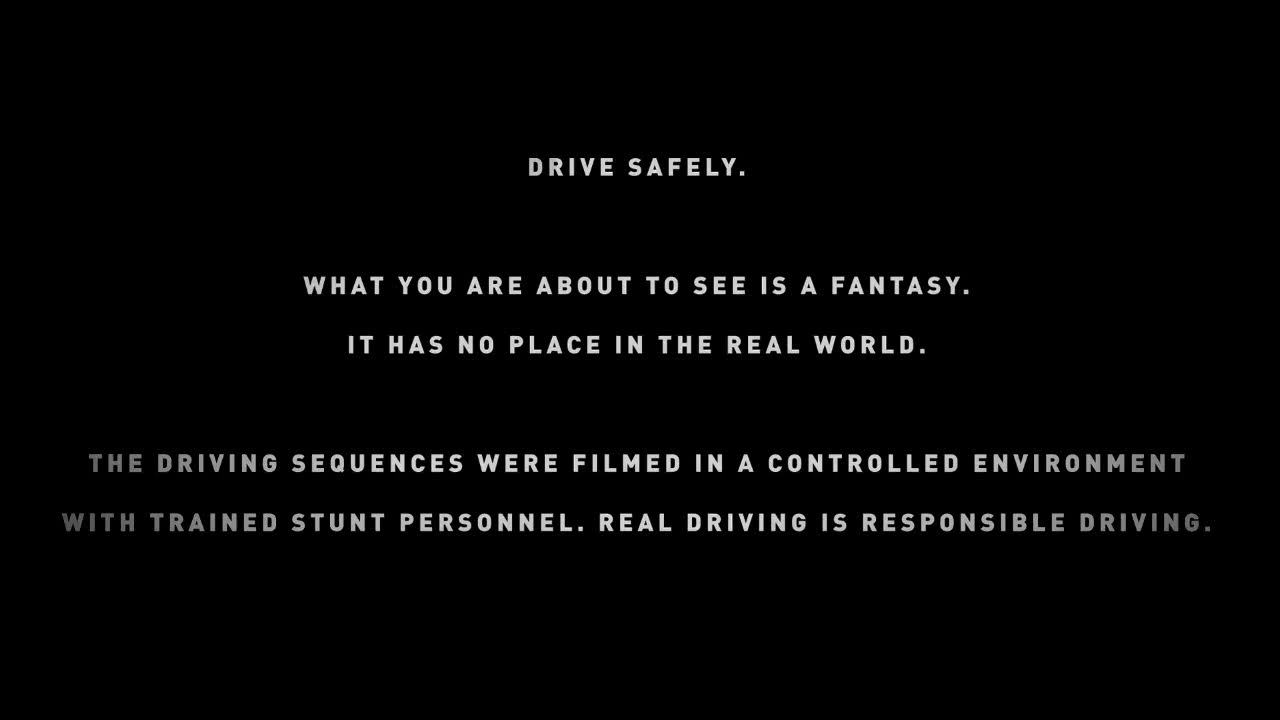 DRIVE SAFELY.
WHAT YOU ARE ABOUT TO SEE IS A FANTASY.
IT HAS NO PLACE IN THE REAL WORLD.
THE DRIVING SEQUENCES WERE FILMED IN A CONTROLLED ENVIRONMENT
WITH TRAINED STUNT PERSONNEL. REAL DRIVING IS RESPONSIBLE DRIVING.